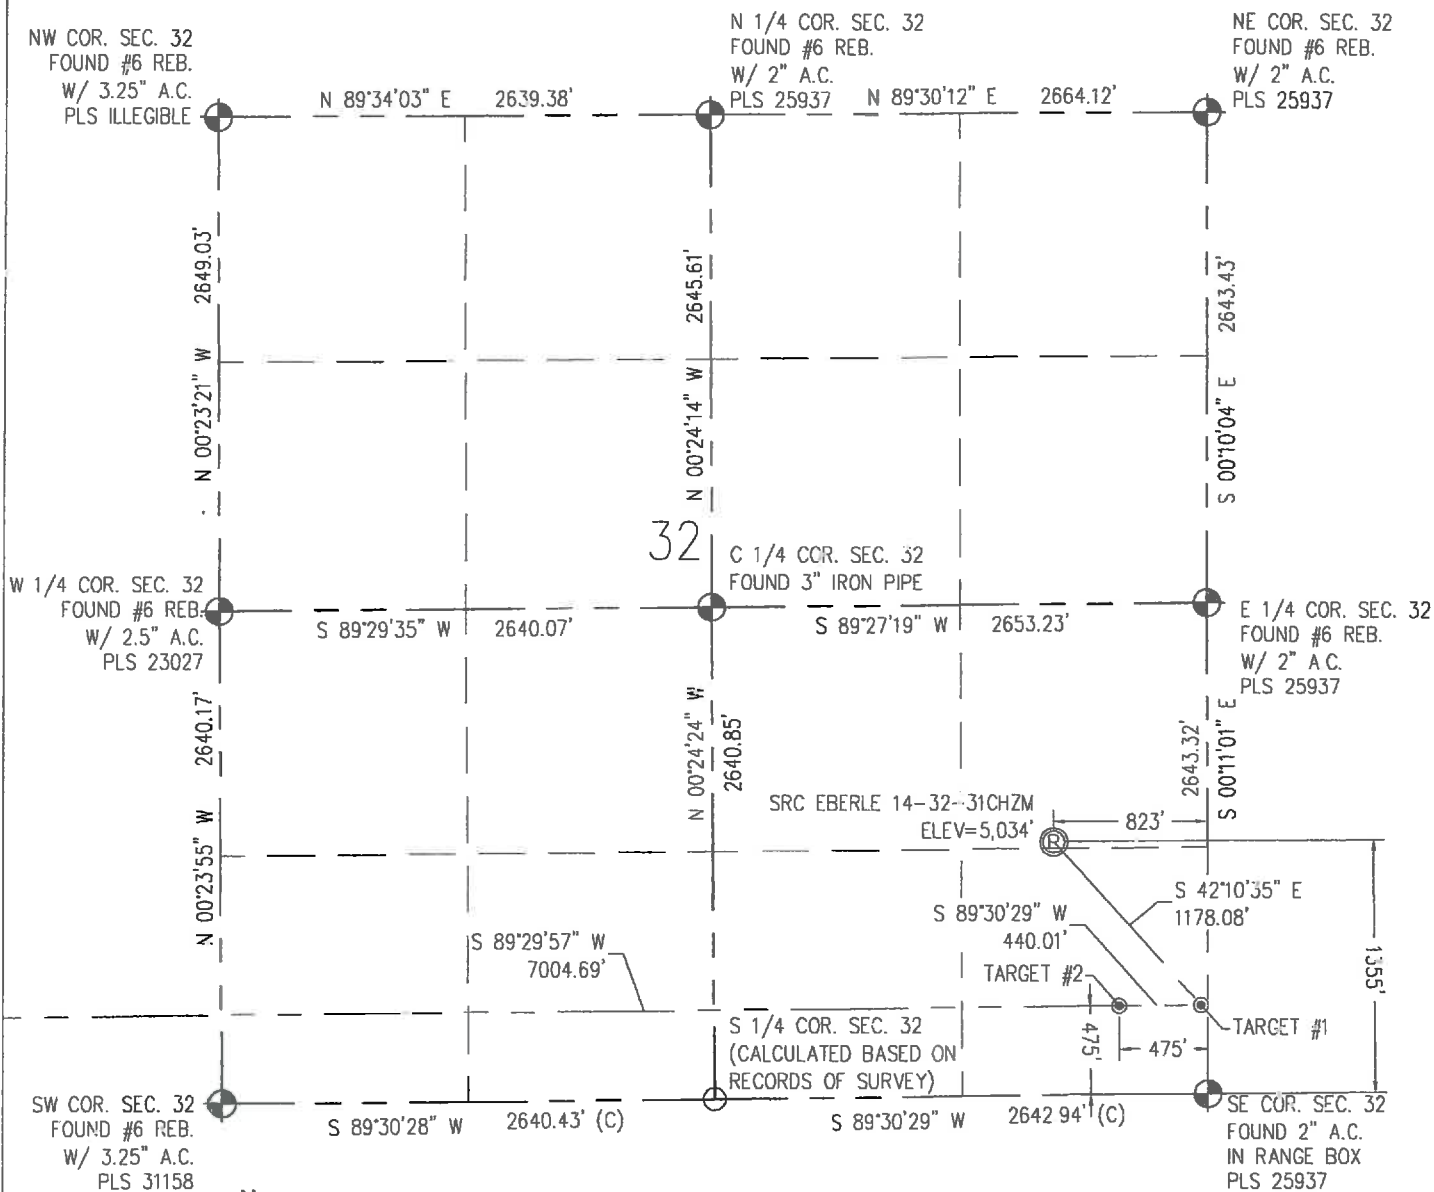 NW COR. SEC. 32
FOUND #6 REB.
W/ 3.25" A.C.
PLS ILLEGIBLE
N 89°34'03" E 2639.38'
N 1/4 COR. SEC. 32
FOUND #6 REB.
W/ 2" A.C.
PLS 25937
N 89°30'12" E 2664.12'
NE COR. SEC. 32
FOUND #6 REB.
W/ 2" A.C.
PLS 25937
N 00°23'21" W 2649.03'
N 00°24'14" W 2645.61'
S 00°10'04" E 2643.43'
32
W 1/4 COR. SEC. 32
FOUND #6 REB.
W/ 2.5" A.C.
PLS 23027
S 89°29'35" W 2640.07'
C 1/4 COR. SEC. 32
FOUND 3" IRON PIPE
S 89°27'19" W 2653.23'
E 1/4 COR. SEC. 32
FOUND #6 REB.
W/ 2" A.C.
PLS 25937
N 00°23'55" W 2640.17'
N 00°24'24" W
2640.85'
2643.32'
S 00°11'01" E
SRC EBERLE 14-32-31CHZM
ELEV=5,034'
R
823'
S 42°10'35" E
1178.08'
1355'
S 89°30'29" W
440.01'
TARGET #2
TARGET #1
475'
475'
S 89°29'57" W
7004.69'
S 1/4 COR. SEC. 32
(CALCULATED BASED ON
RECORDS OF SURVEY)
SW COR. SEC. 32
FOUND #6 REB.
W/ 3.25" A.C.
PLS 31158
S 89°30'28" W 2640.43' (C)
S 89°30'29" W 2642 94' (C)
SE COR. SEC. 32
FOUND 2" A.C.
IN RANGE BOX
PLS 25937